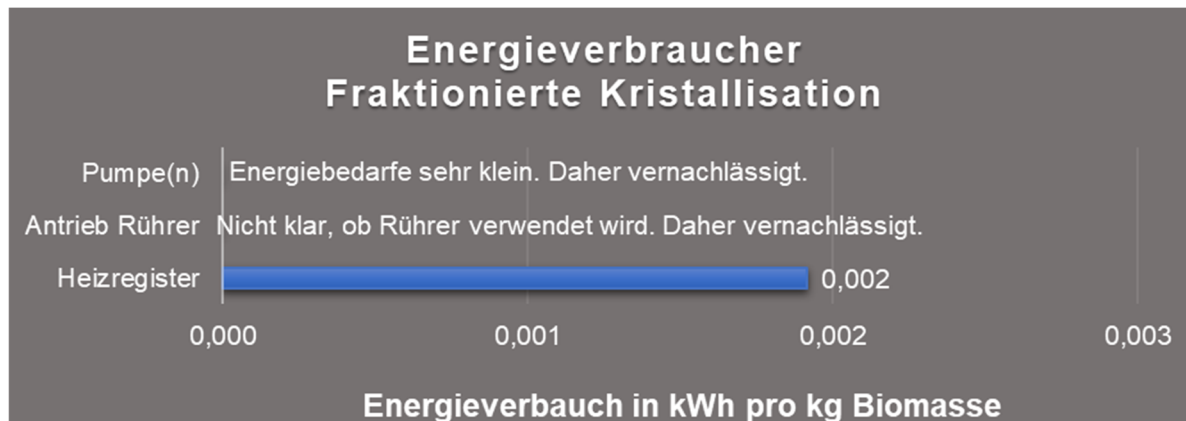 Energieverbraucher
Fraktionierte Kristallisation
Pumpe(n) Energiebedarfe sehr klein. Daher vernachlässigt.
Antrieb Rührer Nicht klar, ob Rührer verwendet wird. Daher vernachlässigt.
Heizregister 0,002
0,000 0,001 0,002 0,003
Energieverbauch in kWh pro kg Biomasse